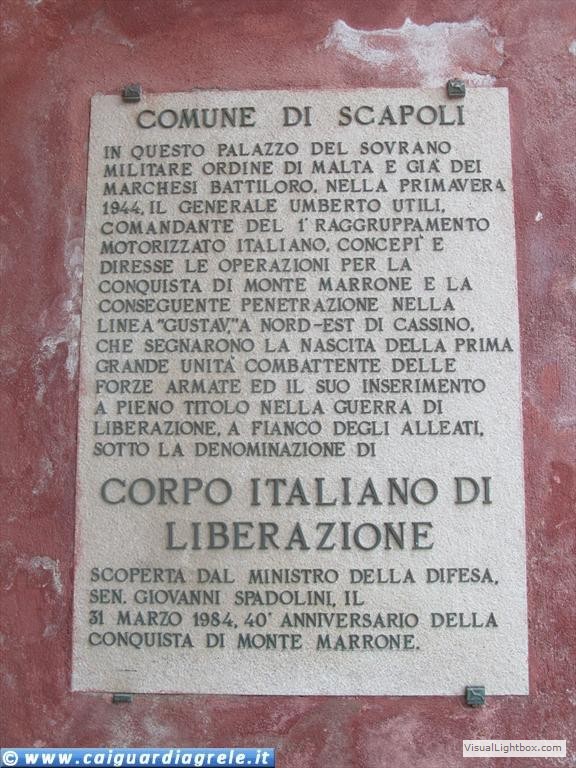 COMUNE DI SCAPOLI
IN QUESTO PALAZZO DEL SOVRANO
MILITARE ORDINE DI MALTA E GIA' DEI
MARCHESI BATTILORO, NELLA PRIMAVERA
1944, IL GENERALE UMBERTO UTILI,
COMANDANTE DEL 1° RAGGRUPPAMENTO
MOTORIZZATO ITALIANO, CONCEPI' E
DIRESSE LE OPERAZIONI PER LA
CONQUISTA DI MONTE MARRONE E LA
CONSEGUENTE PENETRAZIONE NELLA
LINEA "GUSTAV," A NORD-EST DI CASSINO,
CHE SEGNARONO LA NASCITA DELLA PRIMA
GRANDE UNITA' COMBATTENTE DELLE
FORZE ARMATE ED IL SUO INSERIMENTO
A PIENO TITOLO NELLA GUERRA DI
LIBERAZIONE, A FIANCO DEGLI ALLEATI,
SOTTO LA DENOMINAZIONE DI
CORPO ITALIANO DI
LIBERAZIONE
SCOPERTA DAL MINISTRO DELLA DIFESA,
SEN. GIOVANNI SPADOLINI, IL
31 MARZO 1984, 40° ANNIVERSARIO DELLA
CONQUISTA DI MONTE MARRONE.
© www.caiguardiagrele.it
VisualLightbox.com